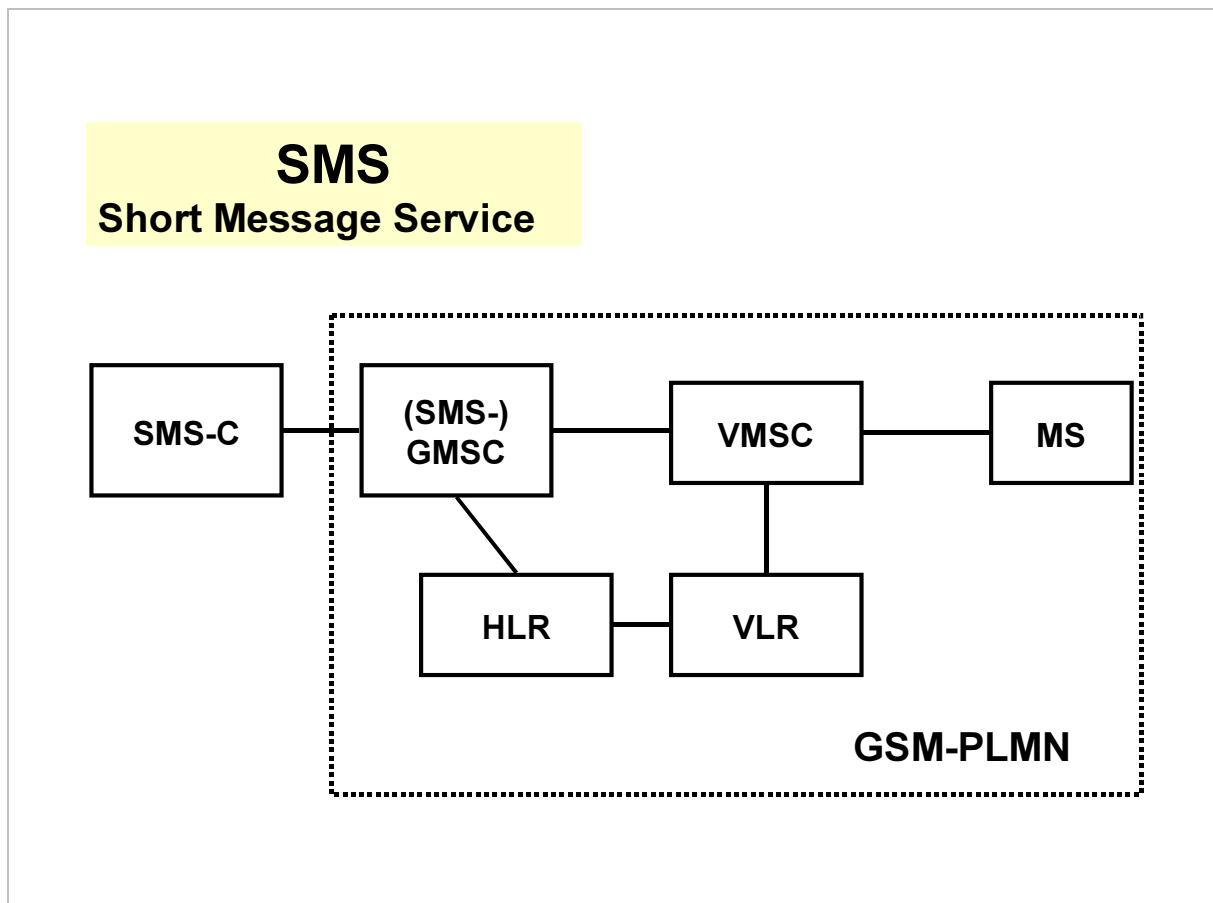 SMS
Short Message Service
SMS-C
(SMS-)
GMSC
VMSC
MS
HLR
VLR
GSM-PLMN